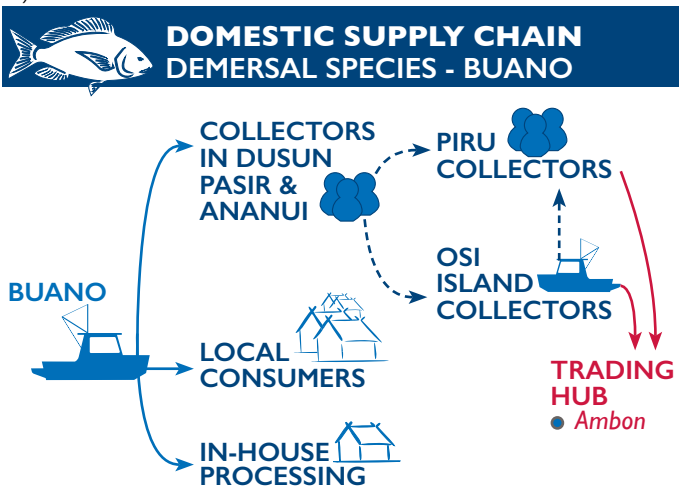 DOMESTIC SUPPLY CHAIN
DEMERSAL SPECIES - BUANO
COLLECTORS
IN DUSUN
PASIR &
ANANUI
PIRU
COLLECTORS
OSI
ISLAND
COLLECTORS
BUANO
LOCAL
CONSUMERS
TRADING
HUB
Ambon
IN-HOUSE
PROCESSING